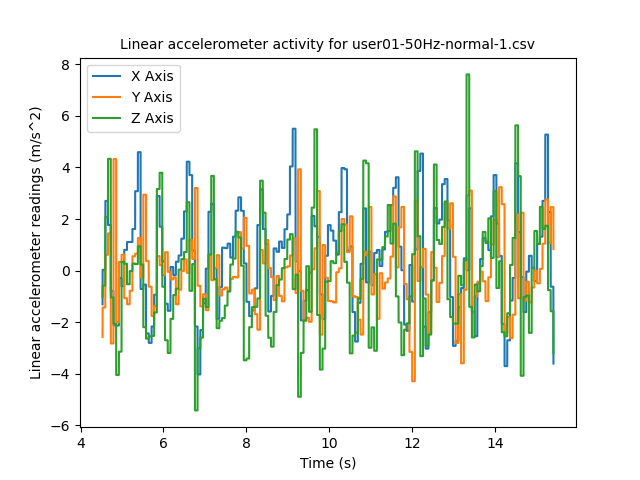 Linear accelerometer activity for user01-50Hz-normal-1.csv
X Axis
Y Axis
Z Axis
Linear accelerometer readings (m/s^2)
8
6
4
2
0
−2
−4
−6
4 6 8 10 12 14
Time (s)